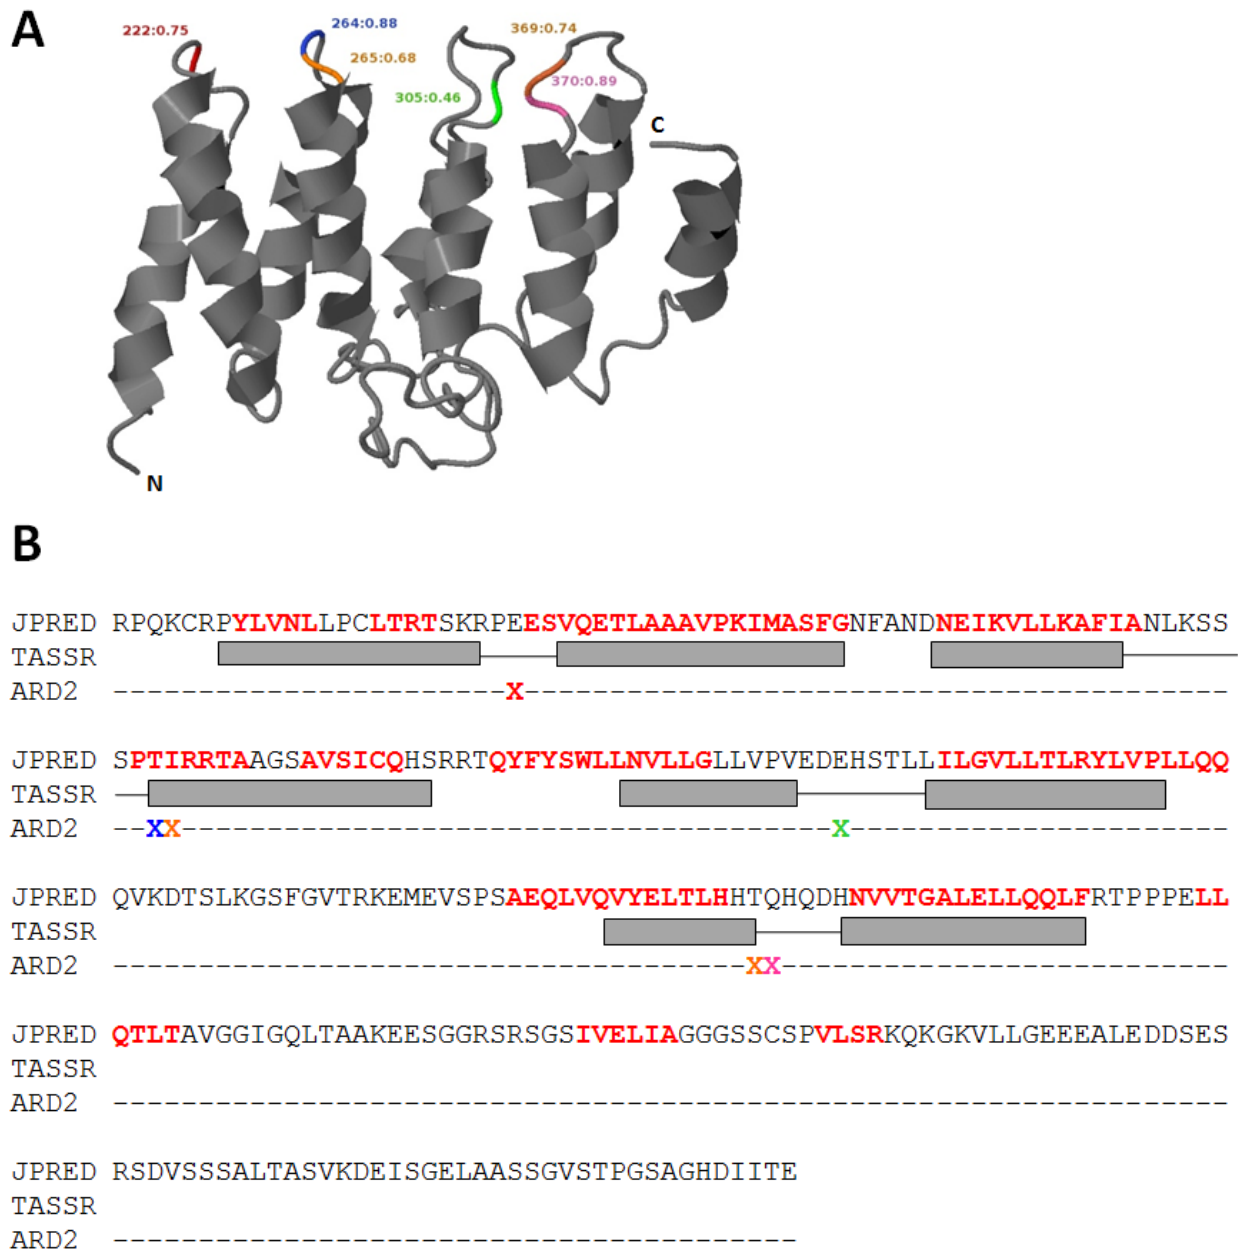 A
222:0.75
264:0.88
265:0.68
305:0.46
369:0.74
370:0.89
C
N
B
JPRED RPQKCRPYLVNLLPCLTRTSKRPEESVQETLAAAVPKIMASFGNFANDNEIKVLLKAFIANLKSS
TASSR
ARD2 -----------------------X-----------------------------------------
JPRED SPTIRRTAAGSAVSICQHSRRTQYFYSWLLNVLLGLLVPVEDEHSTLLILGVLLTLRYLVPLLQQ
TASSR
ARD2 --XX--------------------------------------X----------------------
JPRED QVKDTSLKGSFGVTRKEMEVSPSAEQLVQVYELTLHHTQHQDHNVVTGALELLQQLFRTPPPELL
TASSR
ARD2 -------------------------------------XX--------------------------
JPRED QTLTAVGGIGQLTAAKEESGGRSRSGSIVELIAGGGSSCSPVLSRKQKGKVLLGEEEALEDDSES
TASSR
ARD2 -----------------------------------------------------------------
JPRED RSDVSSSALTASVKDEISGELAASSGVSTPGSAGHDIITE
TASSR
ARD2 ----------------------------------------